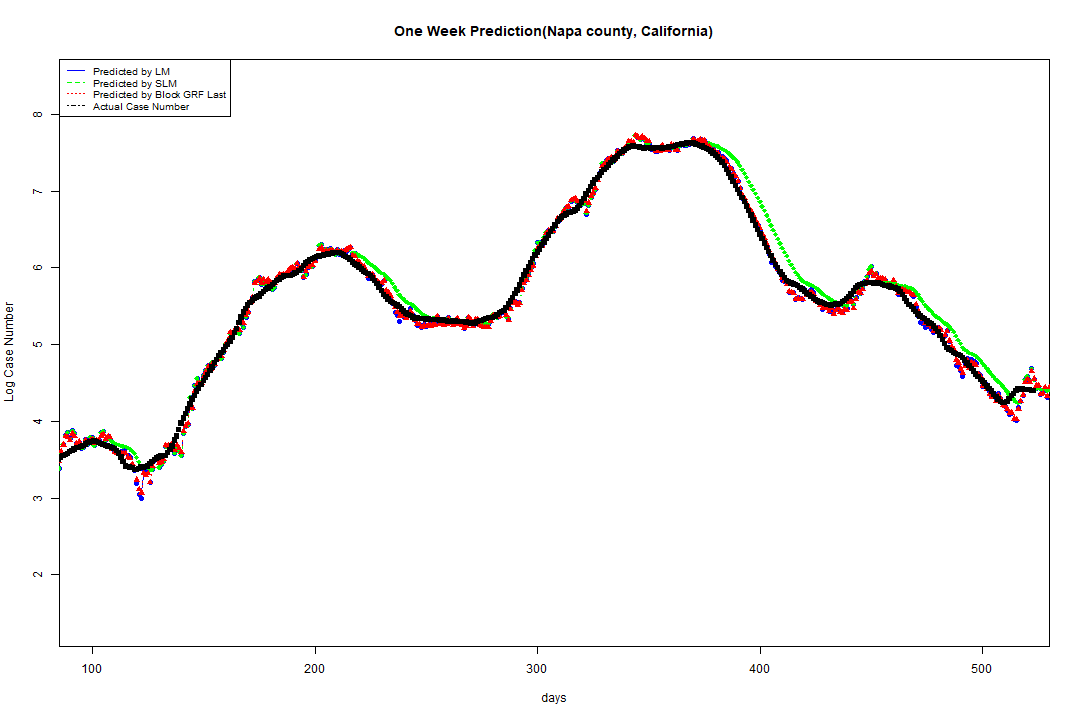 One Week Prediction(Napa county, California)
Predicted by LM
Predicted by SLM
Predicted by Block GRF Last
Actual Case Number
8
7
6
5
4
3
2
Log Case Number
100 200 300 400 500
days